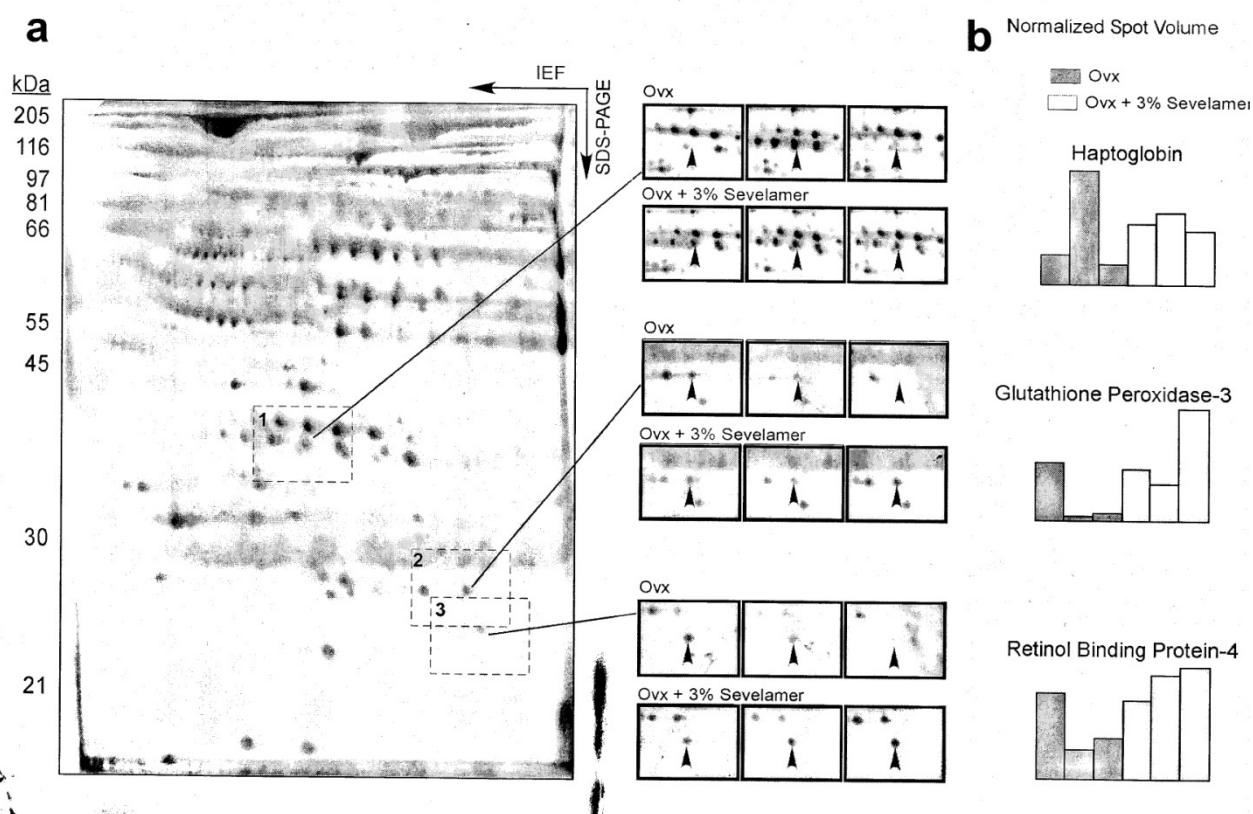 a
kDa
205
116
97
81
66
55
45
30
21
IEF
SDS-PAGE
1
2
3
Ovx
Ovx + 3% Sevelamer
Ovx
Ovx + 3% Sevelamer
Ovx
Ovx + 3% Sevelamer
b
Normalized Spot Volume
Ovx
Ovx + 3% Sevelamer
Haptoglobin
Glutathione Peroxidase-3
Retinol Binding Protein-4